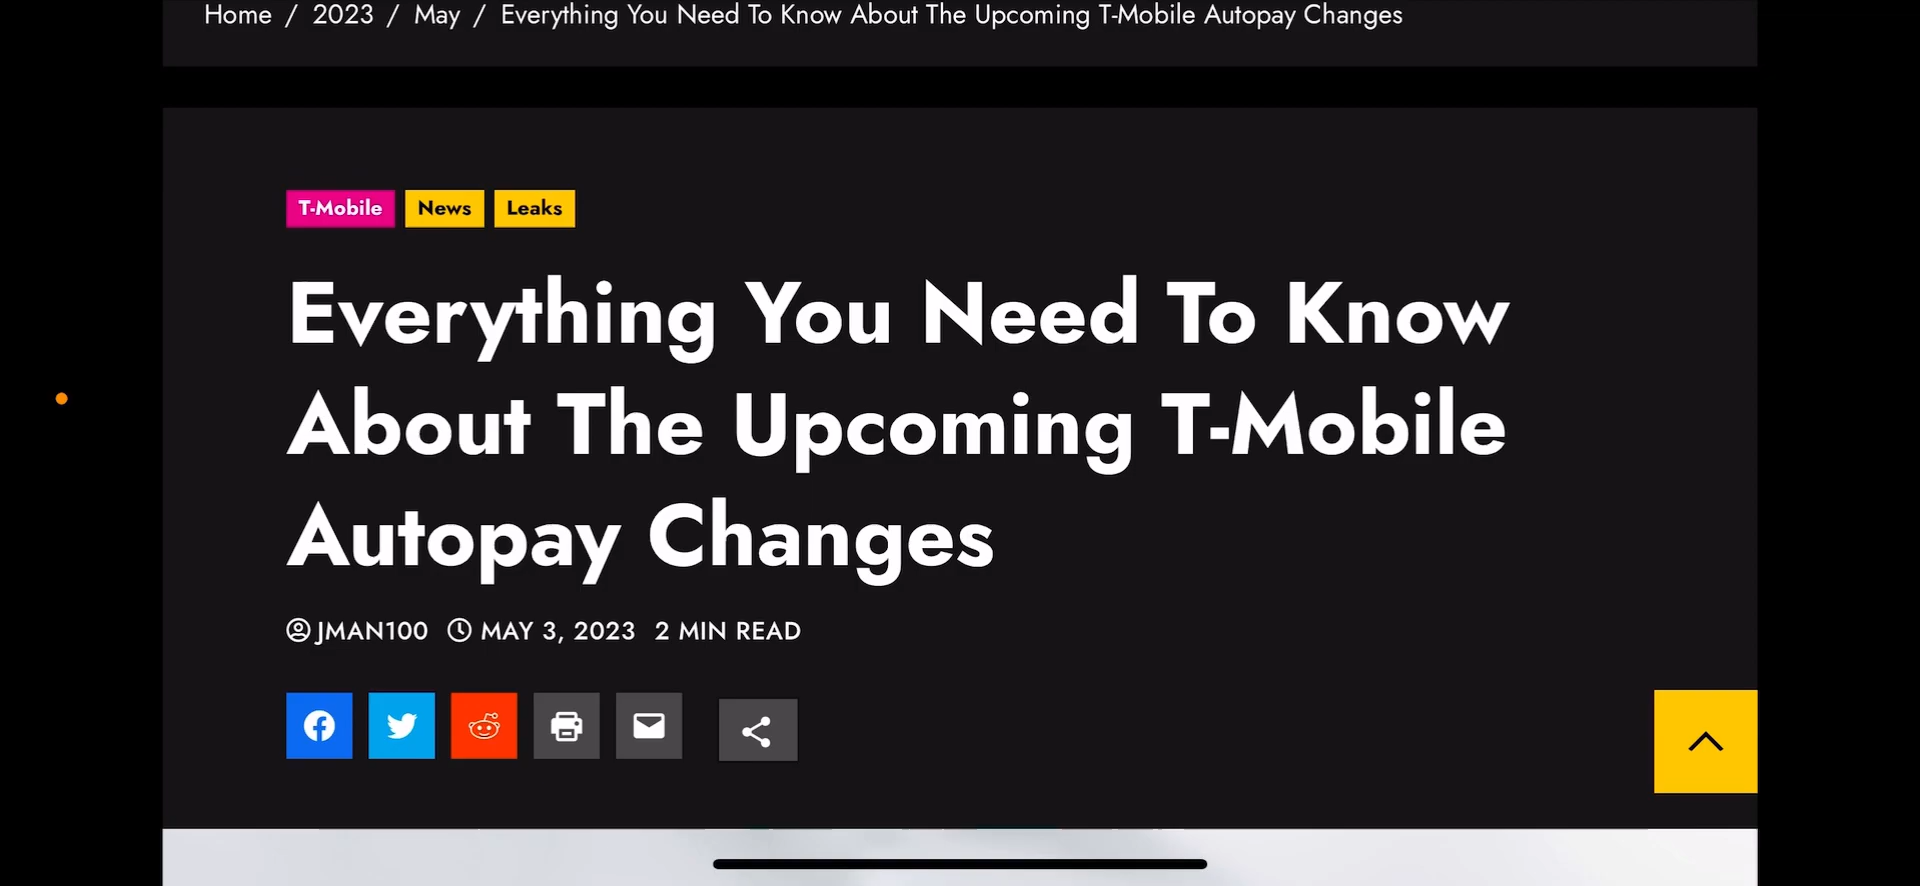 Home / 2023 / May / Everything You Need To Know About The Upcoming T-Mobile Autopay Changes
T-Mobile News Leaks
Everything You Need To Know
About The Upcoming T-Mobile
Autopay Changes
JMAN100 MAY 3, 2023 2 MIN READ